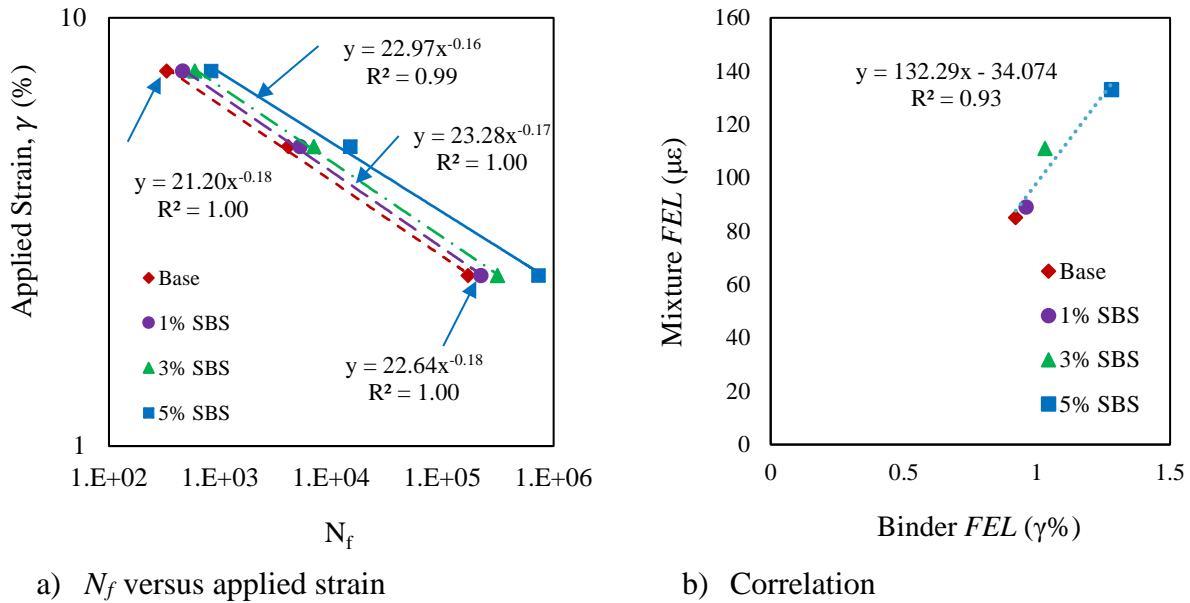 10
Applied Strain, γ (%)
1
y = 22.97x^-0.16
R² = 0.99
y = 23.28x^-0.17
R² = 1.00
y = 21.20x^-0.18
R² = 1.00
y = 22.64x^-0.18
R² = 1.00
Base
1% SBS
3% SBS
5% SBS
1.E+02 1.E+03 1.E+04 1.E+05 1.E+06
N_f
a) N_f versus applied strain
160
140
120
100
80
60
40
20
0
Mixture FEL (με)
y = 132.29x - 34.074
R² = 0.93
Base
1% SBS
3% SBS
5% SBS
0 0.5 1 1.5
Binder FEL (γ%)
b) Correlation